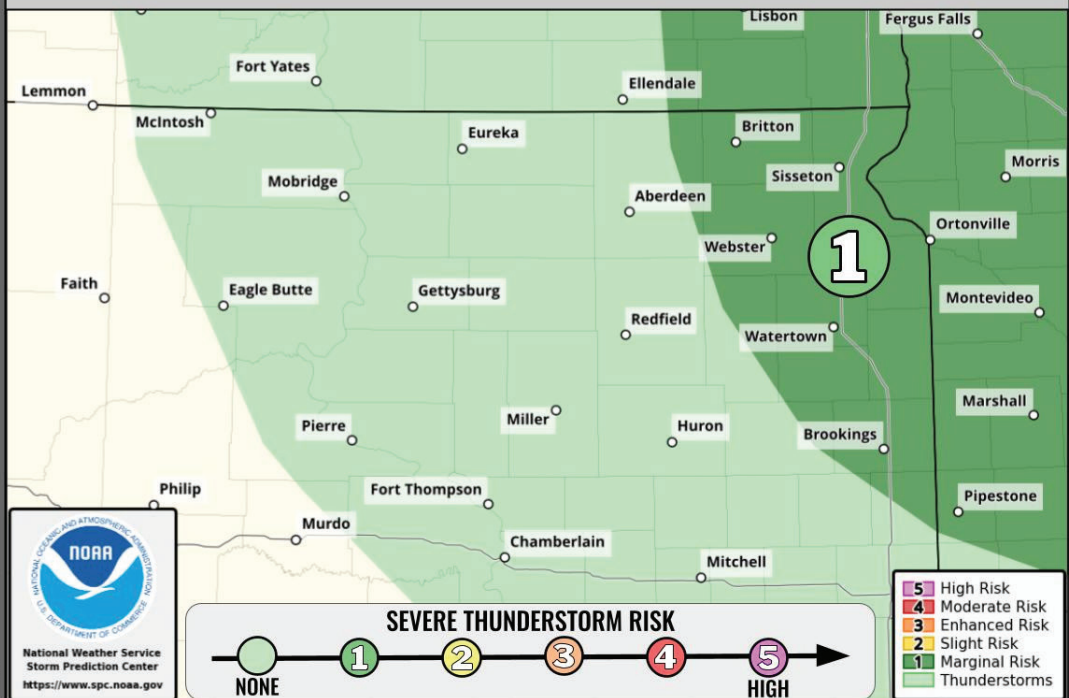 Lisbon
Fergus Falls
Fort Yates
Lemmon
Ellendale
McIntosh
Eureka
Britton
Sisseton
Morris
Mobridge
Aberdeen
Ortonville
Webster
1
Faith
Eagle Butte
Gettysburg
Montevideo
Redfield
Watertown
Marshall
Miller
Pierre
Huron
Brookings
Philip
Fort Thompson
Pipestone
Murdo
Chamberlain
Mitchell
NATIONAL OCEANIC AND ATMOSPHERIC ADMINISTRATION
NOAA
U.S. DEPARTMENT OF COMMERCE
National Weather Service
Storm Prediction Center
https://www.spc.noaa.gov
SEVERE THUNDERSTORM RISK
1 2 3 4 5
NONE HIGH
5 High Risk
4 Moderate Risk
3 Enhanced Risk
2 Slight Risk
1 Marginal Risk
Thunderstorms